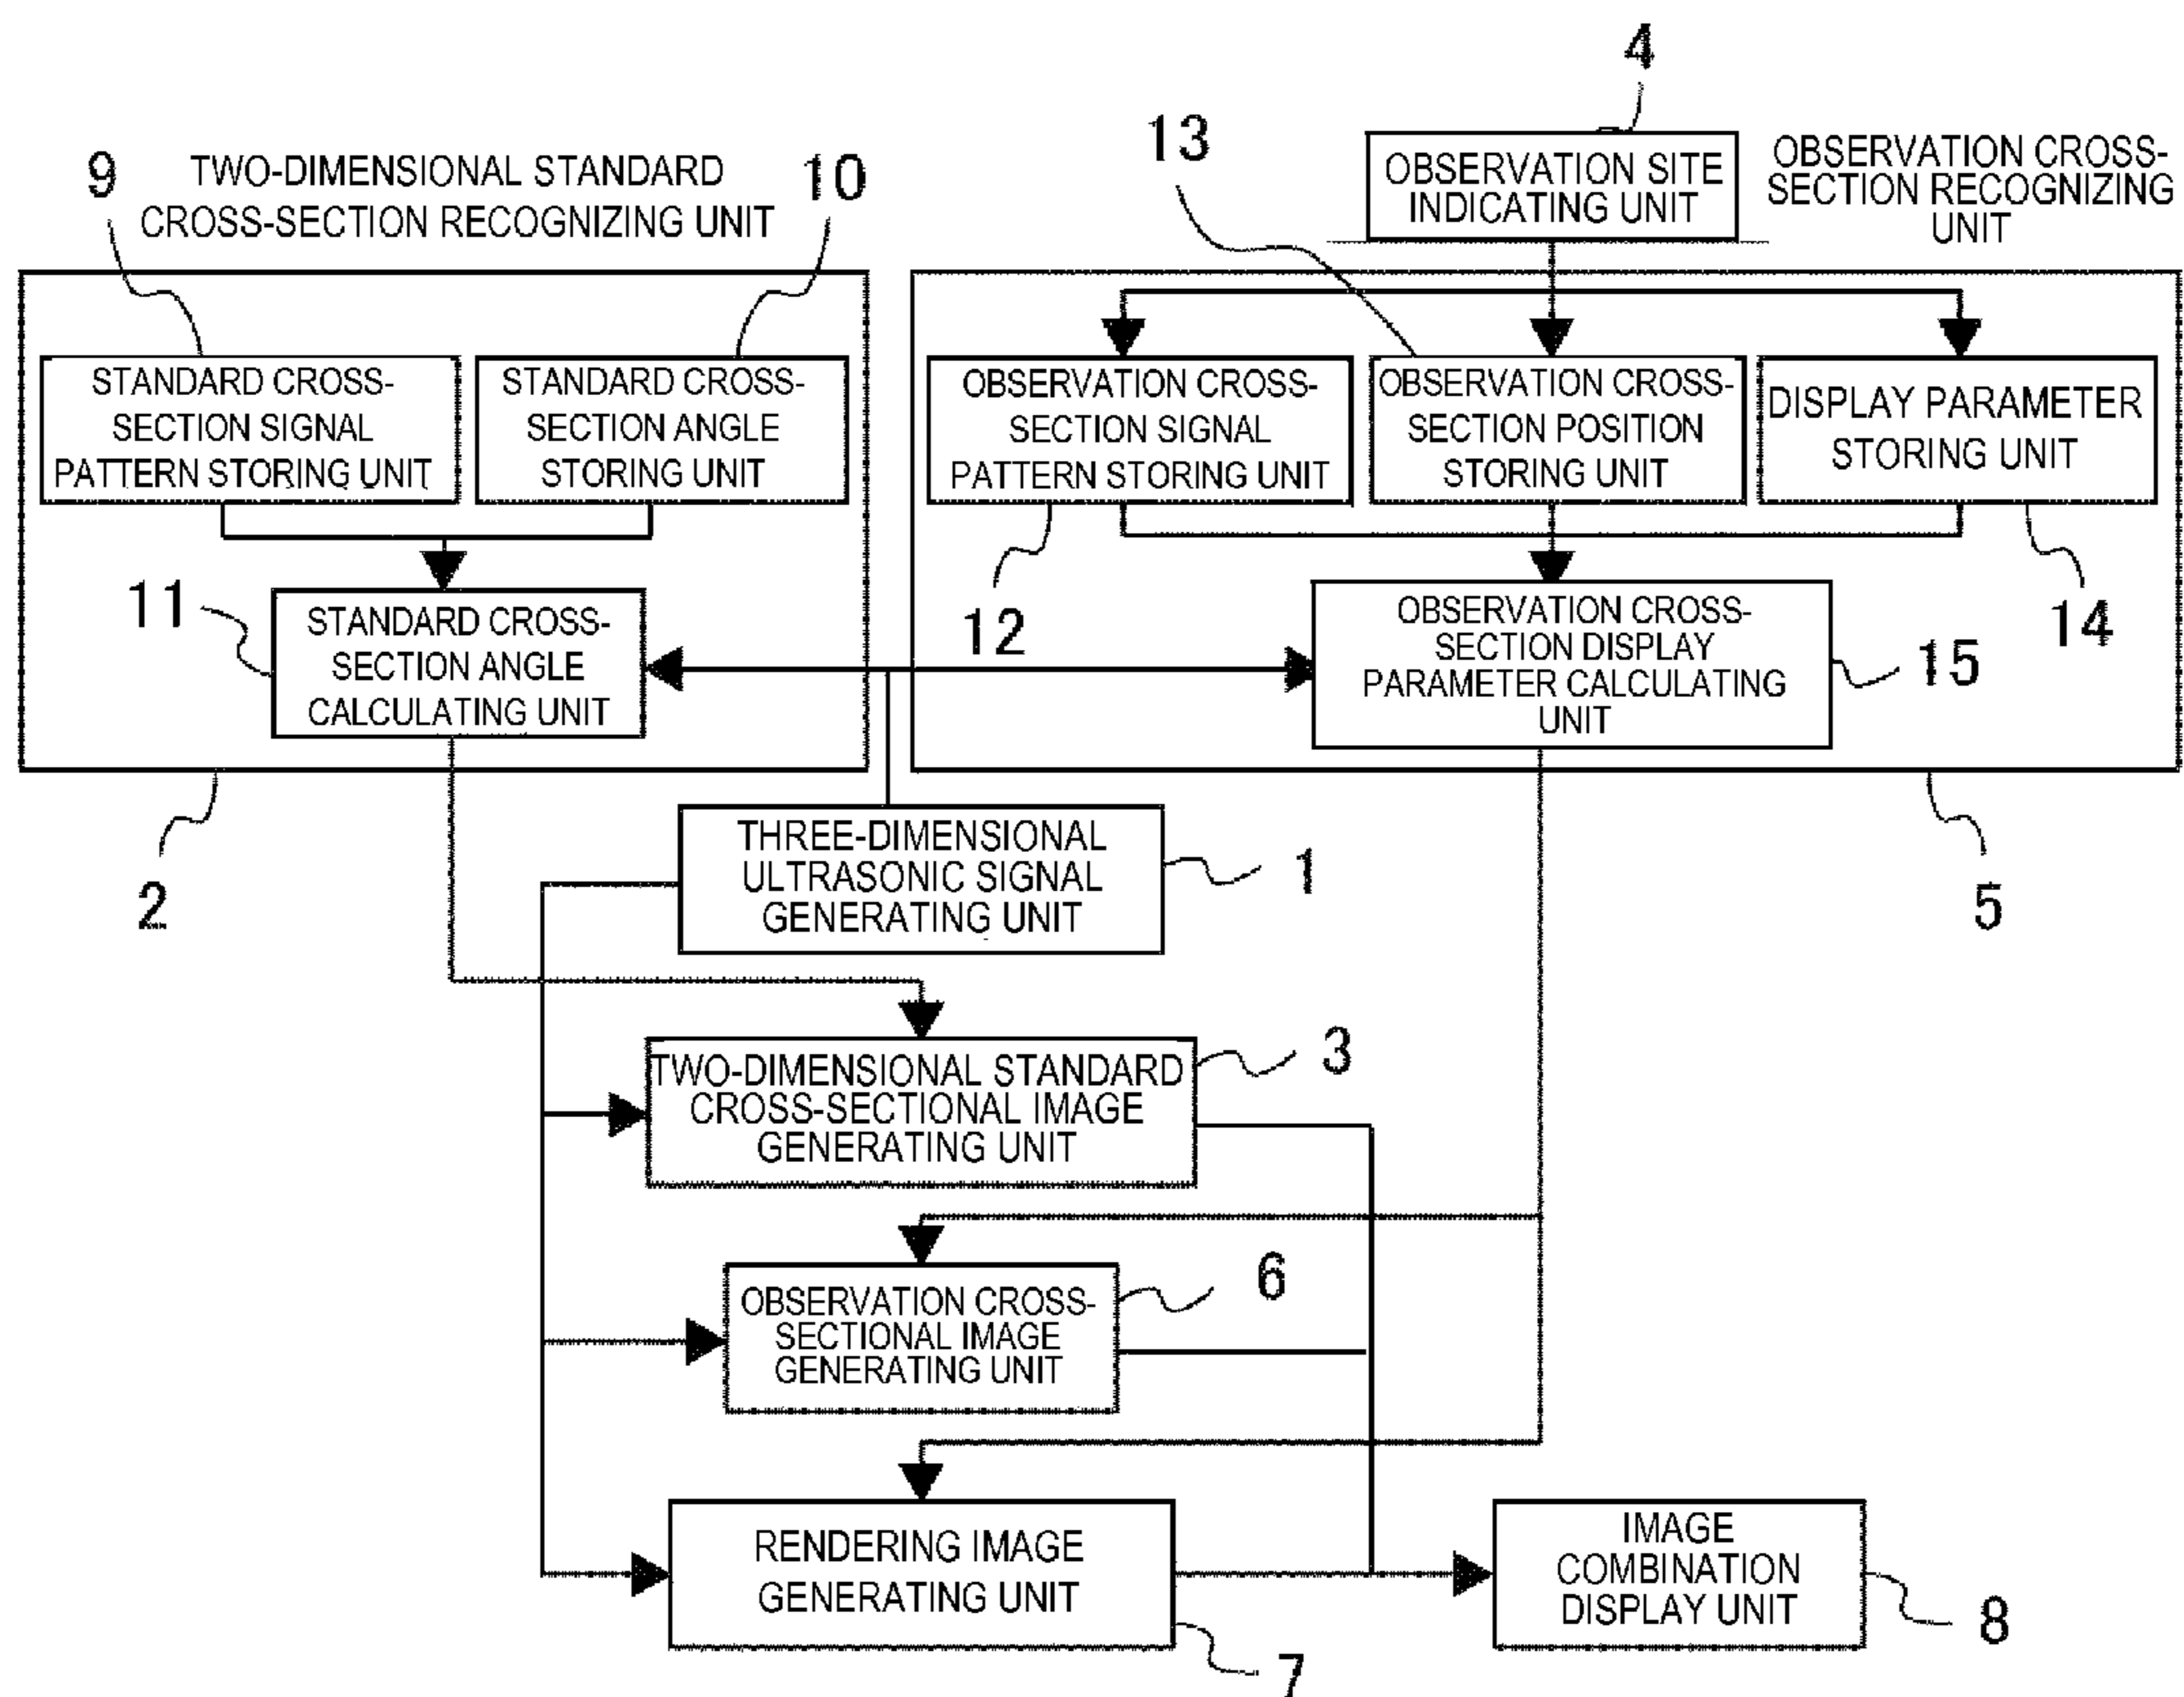 4
13
OBSERVATION SITE
INDICATING UNIT
OBSERVATION CROSS-
SECTION RECOGNIZING
UNIT
9
TWO-DIMENSIONAL STANDARD
CROSS-SECTION RECOGNIZING UNIT
10
STANDARD CROSS-
SECTION SIGNAL
PATTERN STORING UNIT
STANDARD CROSS-
SECTION ANGLE
STORING UNIT
OBSERVATION CROSS-
SECTION SIGNAL
PATTERN STORING UNIT
OBSERVATION CROSS-
SECTION POSITION
STORING UNIT
DISPLAY PARAMETER
STORING UNIT
11
STANDARD CROSS-
SECTION ANGLE
CALCULATING UNIT
12
OBSERVATION CROSS-
SECTION DISPLAY
PARAMETER CALCULATING
UNIT
14
15
2
THREE-DIMENSIONAL
ULTRASONIC SIGNAL
GENERATING UNIT
1
5
TWO-DIMENSIONAL STANDARD
CROSS-SECTIONAL IMAGE
GENERATING UNIT
3
OBSERVATION CROSS-
SECTIONAL IMAGE
GENERATING UNIT
6
RENDERING IMAGE
GENERATING UNIT
7
IMAGE
COMBINATION
DISPLAY UNIT
8